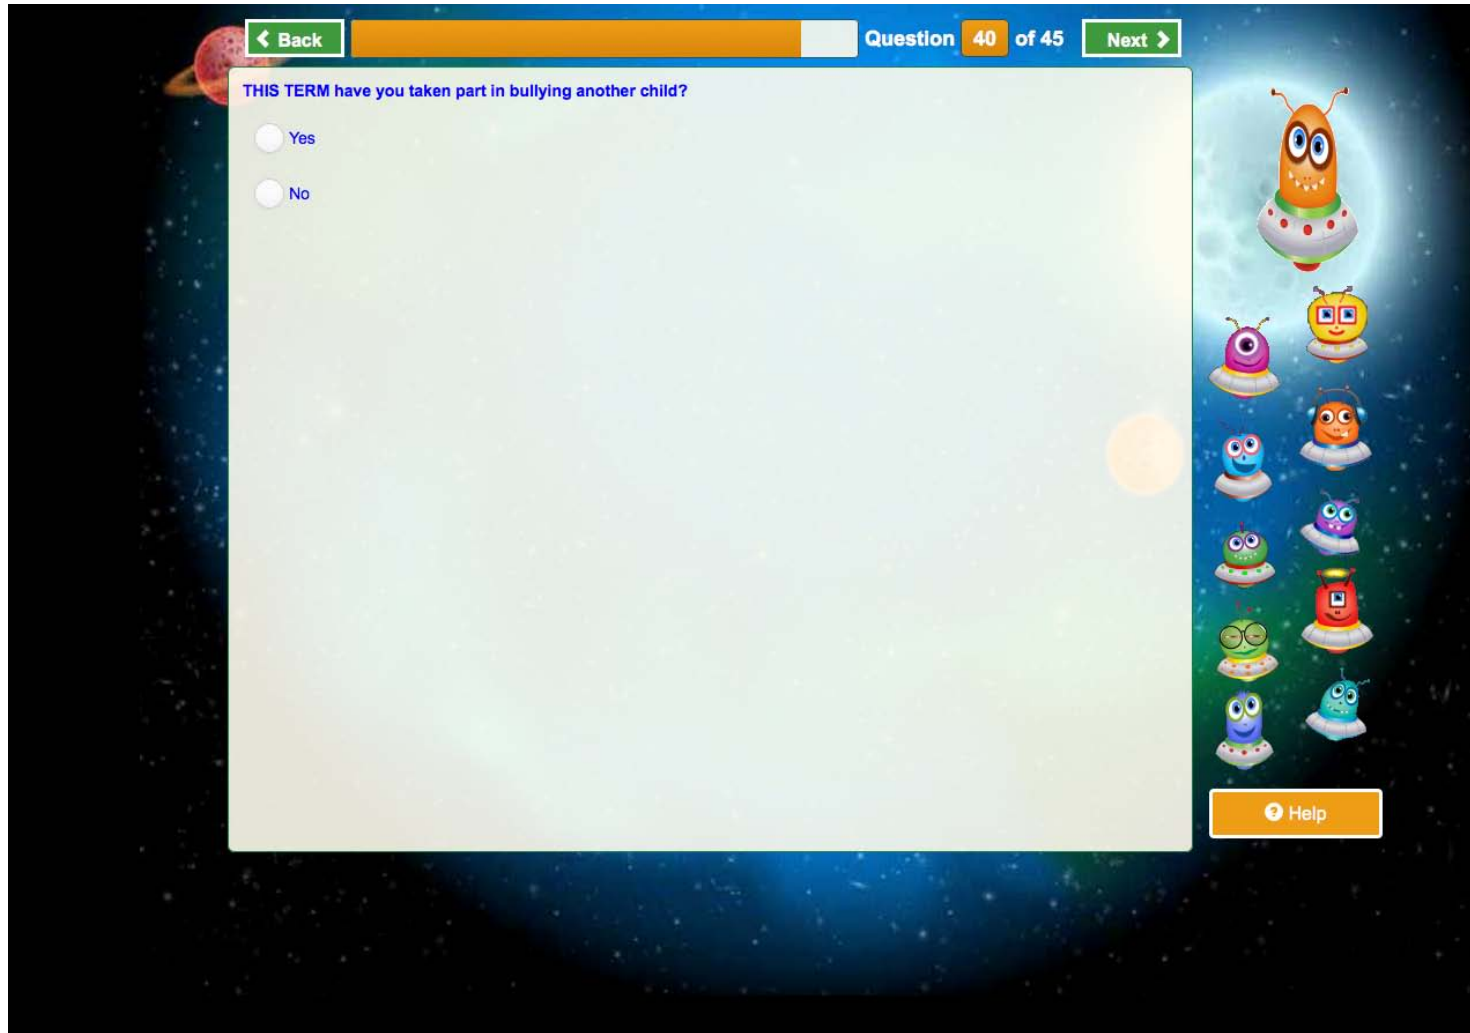 Back
Question 40 of 45
Next
THIS TERM have you taken part in bullying another child?
Yes
No
Help